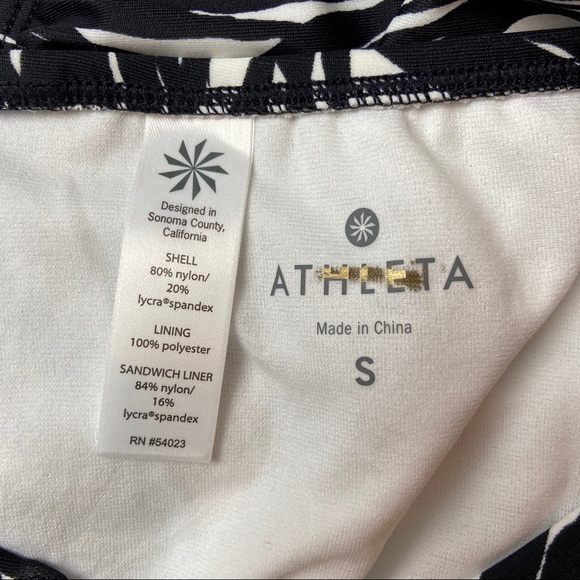 Designed in
Sonoma County,
California
SHELL
80% nylon/
20%
lycra®spandex
LINING
100% polyester
SANDWICH LINER
84% nylon/
16%
lycra®spandex
RN #54023
ATHLETA
Made in China
S